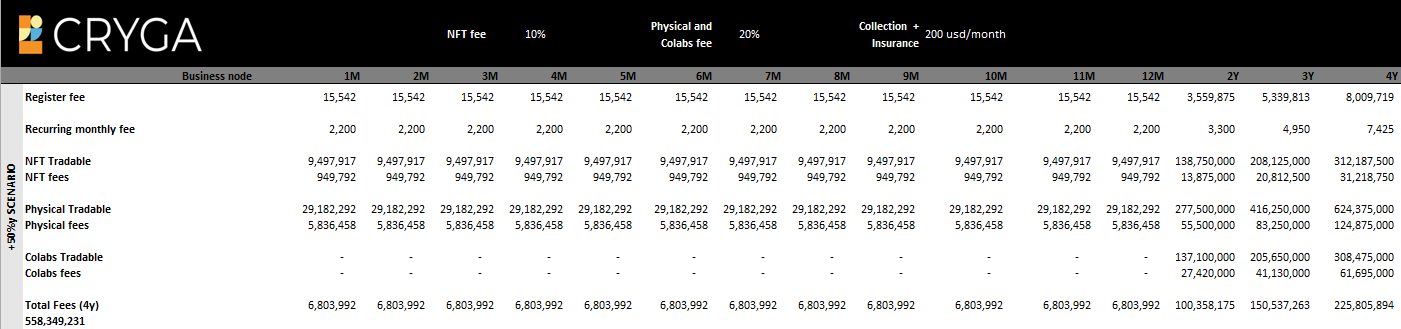 CRYGA
NFT fee 10% Physical and Colabs fee 20% Collection + Insurance 200 usd/month
Business node 1M 2M 3M 4M 5M 6M 7M 8M 9M 10M 11M 12M 2Y 3Y 4Y
+50%y SCENARIO
Register fee 15,542 15,542 15,542 15,542 15,542 15,542 15,542 15,542 15,542 15,542 15,542 15,542 3,559,875 5,339,813 8,009,719
Recurring monthly fee 2,200 2,200 2,200 2,200 2,200 2,200 2,200 2,200 2,200 2,200 2,200 2,200 3,300 4,950 7,425
NFT Tradable 9,497,917 9,497,917 9,497,917 9,497,917 9,497,917 9,497,917 9,497,917 9,497,917 9,497,917 9,497,917 9,497,917 9,497,917 138,750,000 208,125,000 312,187,500
NFT fees 949,792 949,792 949,792 949,792 949,792 949,792 949,792 949,792 949,792 949,792 949,792 949,792 13,875,000 20,812,500 31,218,750
Physical Tradable 29,182,292 29,182,292 29,182,292 29,182,292 29,182,292 29,182,292 29,182,292 29,182,292 29,182,292 29,182,292 29,182,292 29,182,292 277,500,000 416,250,000 624,375,000
Physical fees 5,836,458 5,836,458 5,836,458 5,836,458 5,836,458 5,836,458 5,836,458 5,836,458 5,836,458 5,836,458 5,836,458 5,836,458 55,500,000 83,250,000 124,875,000
Colabs Tradable - - - - - - - - - - - - 137,100,000 205,650,000 308,475,000
Colabs fees - - - - - - - - - - - - 27,420,000 41,130,000 61,695,000
Total Fees (4y) 6,803,992 6,803,992 6,803,992 6,803,992 6,803,992 6,803,992 6,803,992 6,803,992 6,803,992 6,803,992 6,803,992 6,803,992 100,358,175 150,537,263 225,805,894
558,349,231